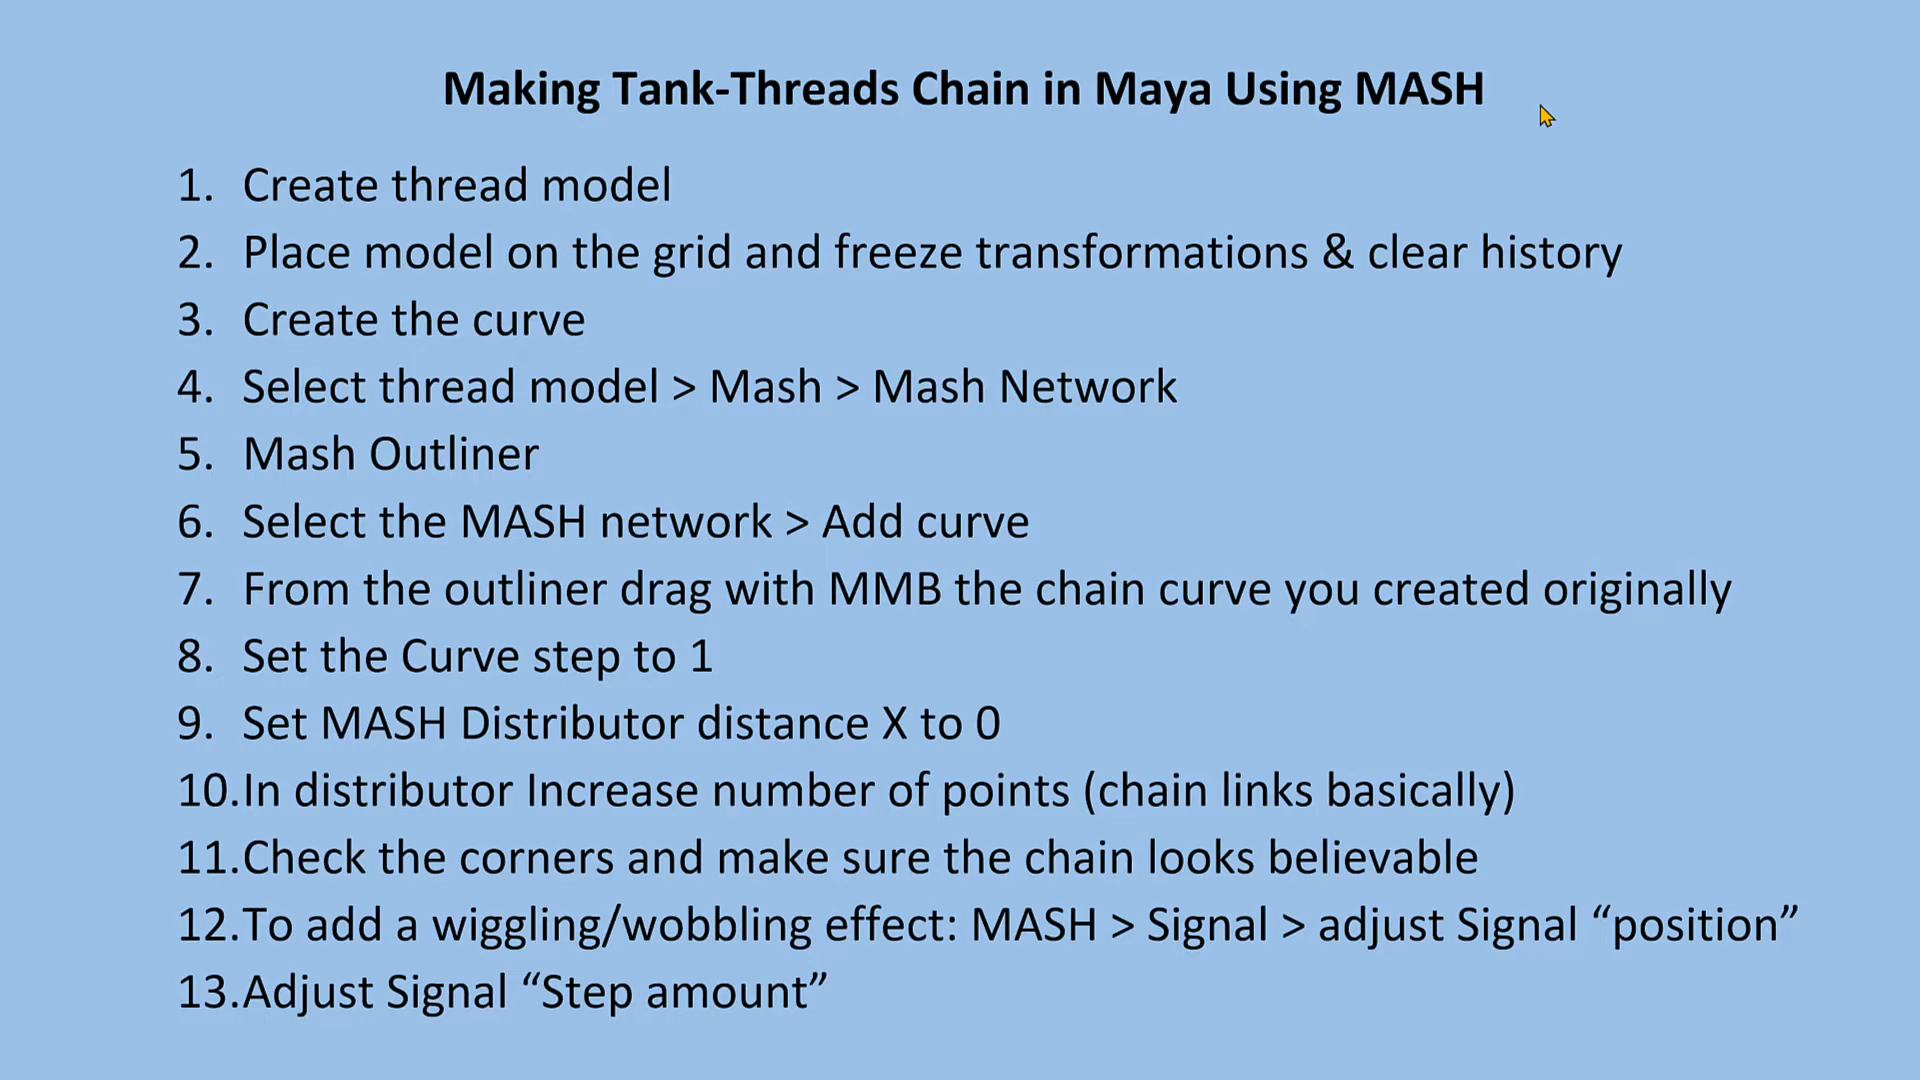 Making Tank-Threads Chain in Maya Using MASH
1. Create thread model
2. Place model on the grid and freeze transformations & clear history
3. Create the curve
4. Select thread model > Mash > Mash Network
5. Mash Outliner
6. Select the MASH network > Add curve
7. From the outliner drag with MMB the chain curve you created originally
8. Set the Curve step to 1
9. Set MASH Distributor distance X to 0
10.In distributor Increase number of points (chain links basically)
11.Check the corners and make sure the chain looks believable
12.To add a wiggling/wobbling effect: MASH > Signal > adjust Signal “position”
13.Adjust Signal “Step amount”